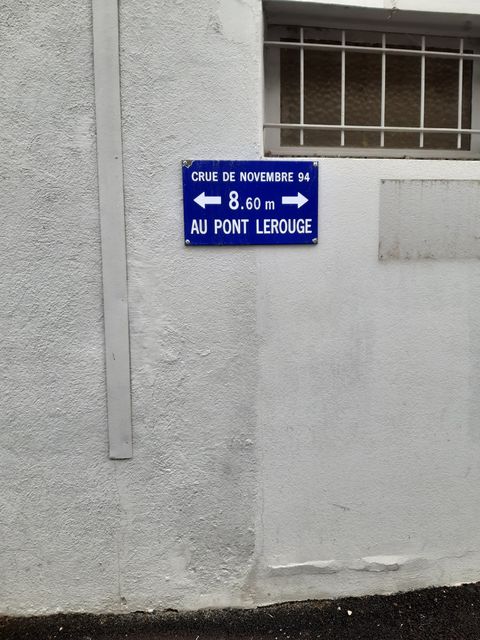 CRUE DE NOVEMBRE 94
← 8.60 m →
AU PONT LEROUGE